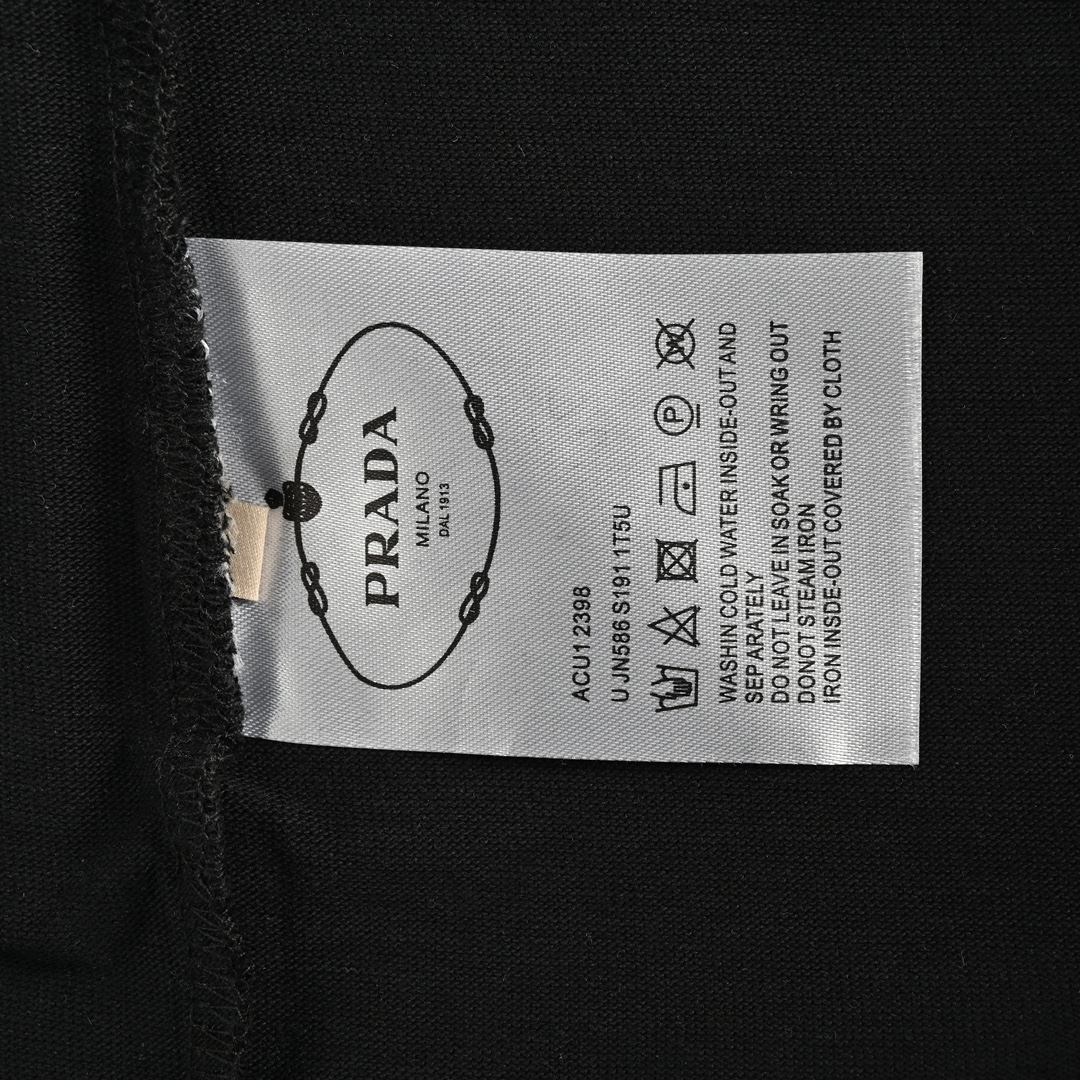 PRADA
MILANO
DAL 1913
ACU1 2398
U JN586 S191 1T5U
P
WASHIN COLD WATER INSIDE-OUT AND
SEPARATELY
DO NOT LEAVE IN SOAK OR WRING OUT
DONOT STEAM IRON
IRON INSDE-OUT COVERED BY CLOTH